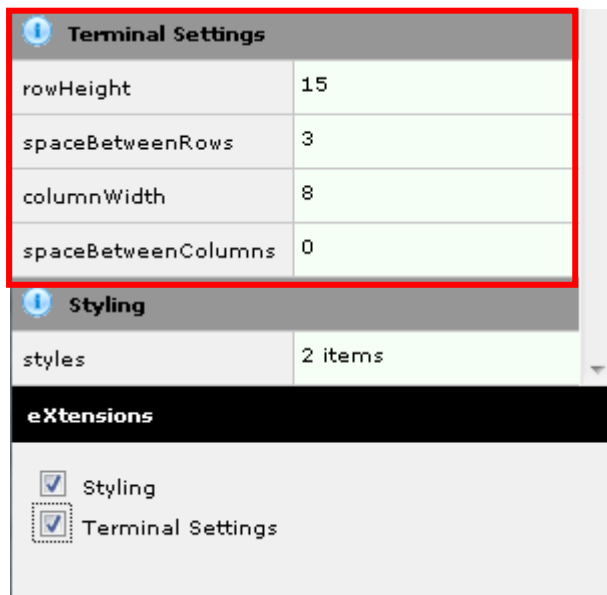 Terminal Settings
rowHeight 15
spaceBetweenRows 3
columnWidth 8
spaceBetweenColumns 0
Styling
styles 2 items
eXtensions
Styling
Terminal Settings